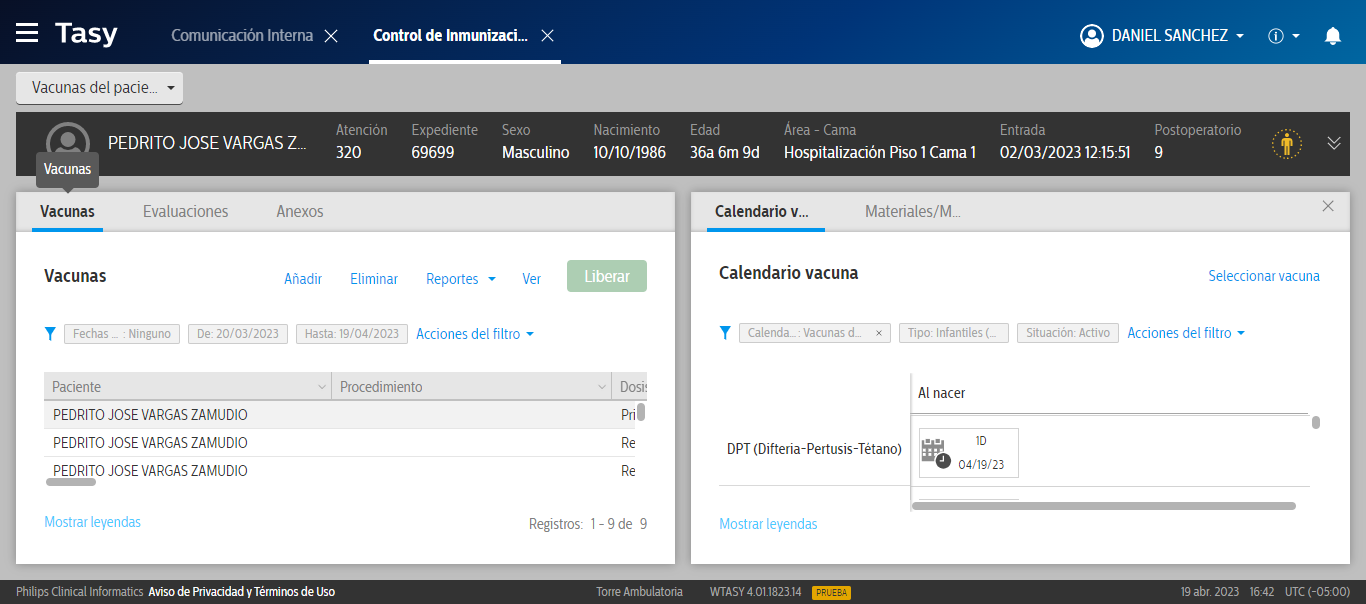 Tasy
Comunicación Interna
Control de Inmunizaci...
DANIEL SANCHEZ
Vacunas del pacie...
PEDRITO JOSE VARGAS Z...
Atención Expediente Sexo Nacimiento Edad Área - Cama Entrada Postoperatorio
320 69699 Masculino 10/10/1986 36a 6m 9d Hospitalización Piso 1 Cama 1 02/03/2023 12:15:51 9
Vacunas
Vacunas Evaluaciones Anexos
Vacunas
Añadir Eliminar Reportes Ver Liberar
Fechas ... : Ninguno De: 20/03/2023 Hasta: 19/04/2023 Acciones del filtro
Paciente Procedimiento Dosis
PEDRITO JOSE VARGAS ZAMUDIO Pri
PEDRITO JOSE VARGAS ZAMUDIO Re
PEDRITO JOSE VARGAS ZAMUDIO Re
Mostrar leyendas
Registros: 1 - 9 de 9
Calendario v... Materiales/M...
Calendario vacuna
Seleccionar vacuna
Calenda... : Vacunas d... × Tipo: Infantiles (... Situación: Activo Acciones del filtro
Al nacer
DPT (Difteria-Pertusis-Tétano)
1D
04/19/23
Mostrar leyendas
Philips Clinical Informatics Aviso de Privacidad y Términos de Uso Torre Ambulatoria WTASY 4.01.1823.14 PRUEBA 19 abr. 2023 16:42 UTC (-05:00)